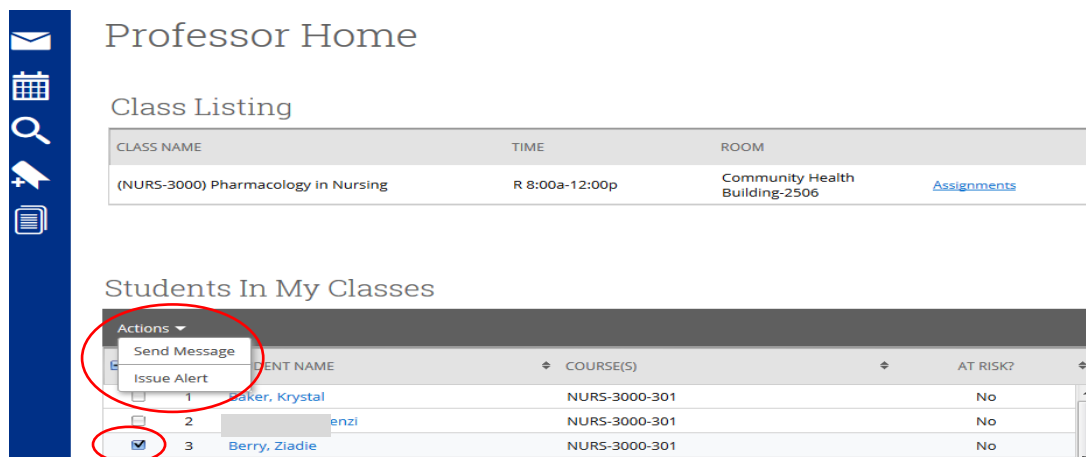 Professor Home
Class Listing
CLASS NAME TIME ROOM
(NURS-3000) Pharmacology in Nursing R 8:00a-12:00p Community Health Building-2506 Assignments
Students In My Classes
Actions
Send Message
Issue Alert
DENT NAME COURSE(S) AT RISK?
1 Baker, Krystal NURS-3000-301 No
2 enzi NURS-3000-301 No
3 Berry, Ziadie NURS-3000-301 No